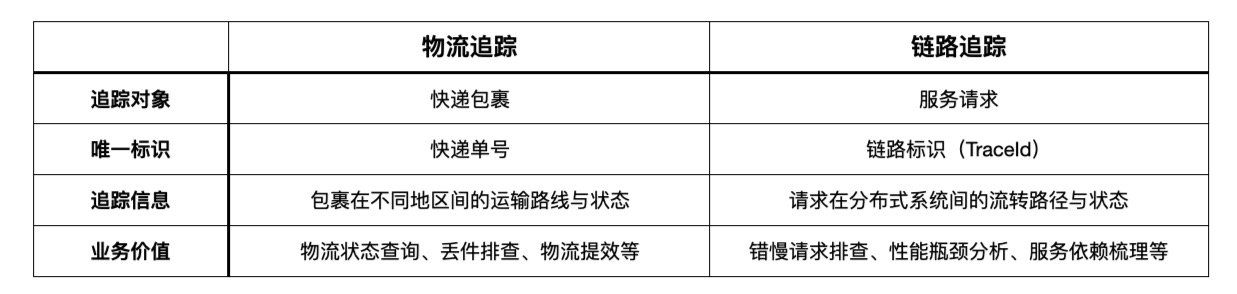 物流追踪 链路追踪
追踪对象 快递包裹 服务请求
唯一标识 快递单号 链路标识（TraceId）
追踪信息 包裹在不同地区间的运输路线与状态 请求在分布式系统间的流转路径与状态
业务价值 物流状态查询、丢件排查、物流提效等 错慢请求排查、性能瓶颈分析、服务依赖梳理等